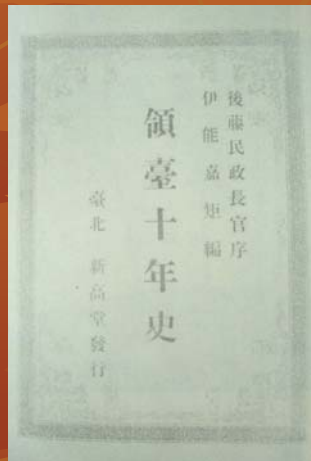 後藤民政長官序
伊能嘉矩編
領臺十年史
臺北 新高堂發行